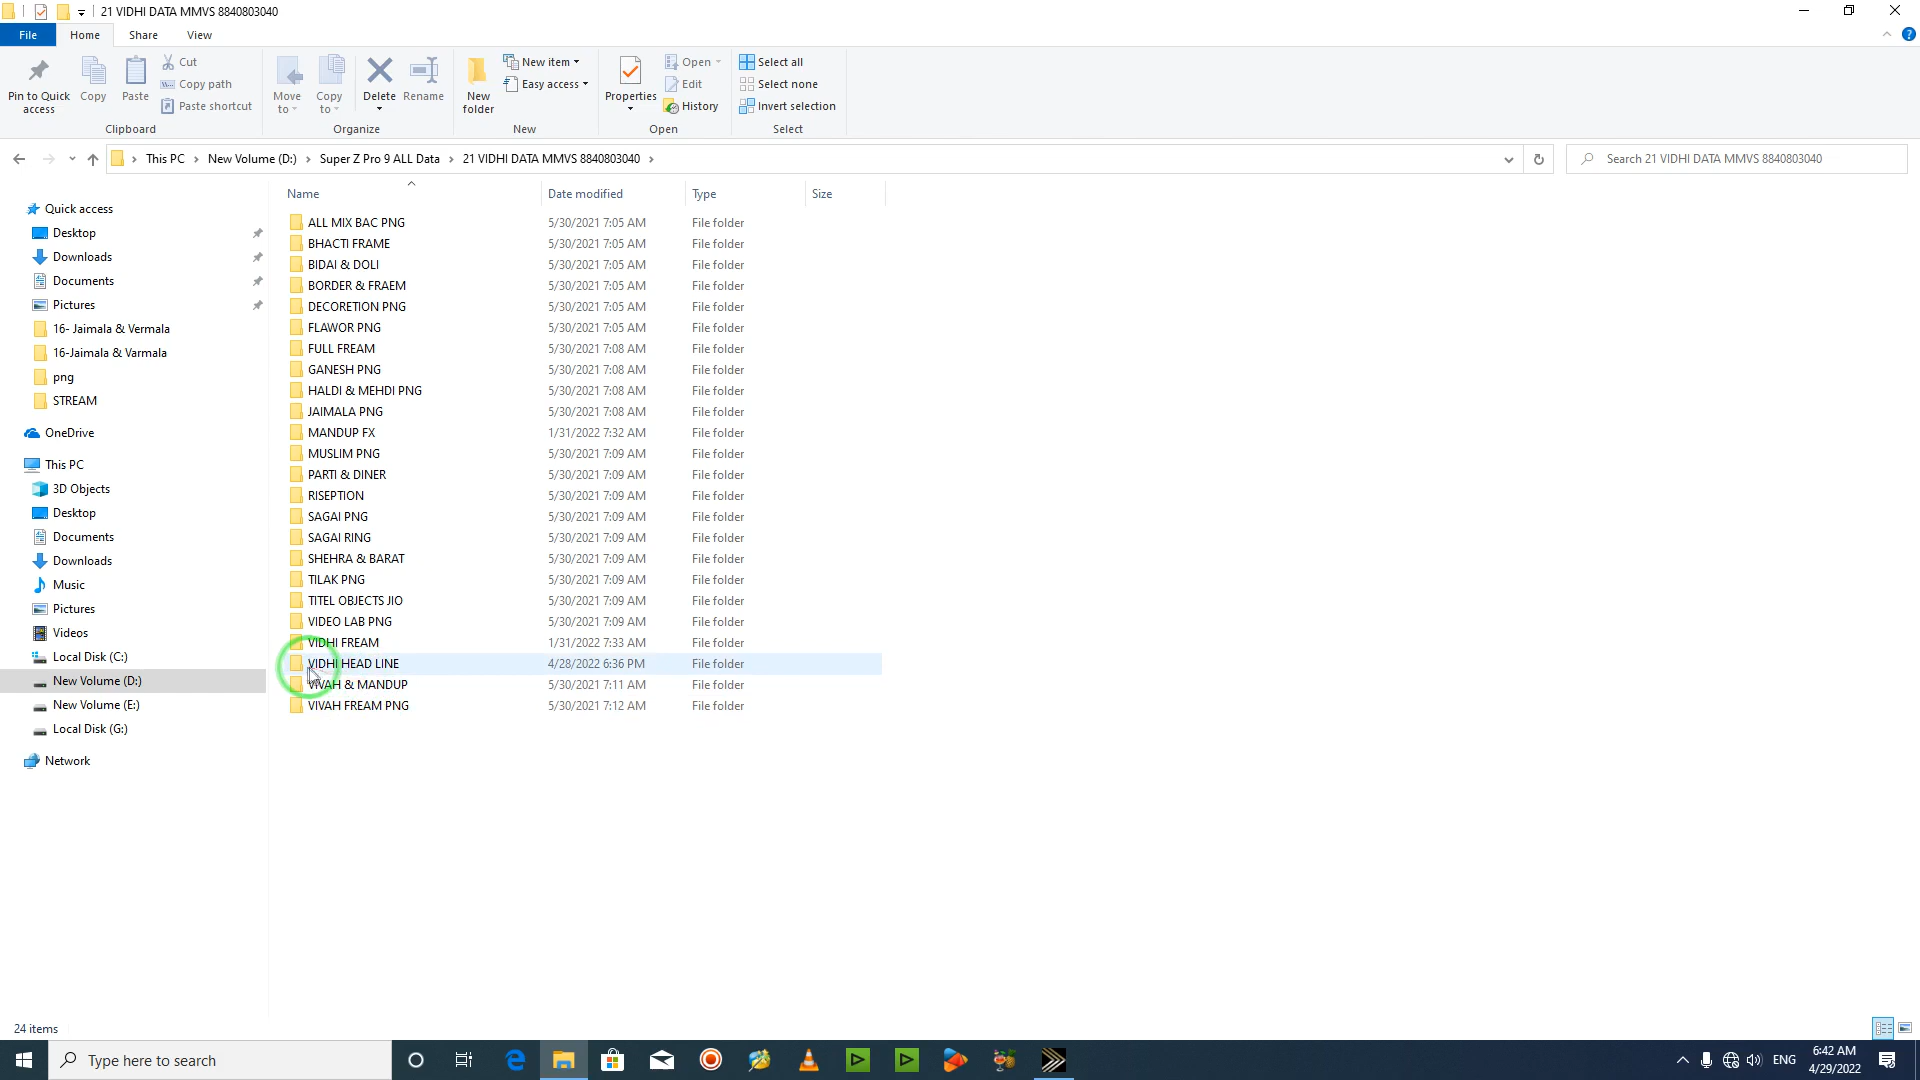 21 VIDHI DATA MMVS 8840803040
File Home Share View
Pin to Quick access
Copy
Paste
Cut
Copy path
Paste shortcut
Clipboard
Move to
Copy to
Delete
Rename
Organize
New folder
New item
Easy access
New
Properties
Open
Edit
History
Open
Select all
Select none
Invert selection
Select
This PC > New Volume (D:) > Super Z Pro 9 ALL Data > 21 VIDHI DATA MMVS 8840803040 >
Search 21 VIDHI DATA MMVS 8840803040
Quick access
Desktop
Downloads
Documents
Pictures
16- Jaimala & Vermala
16-Jaimala & Varmala
png
STREAM
OneDrive
This PC
3D Objects
Desktop
Documents
Downloads
Music
Pictures
Videos
Local Disk (C:)
New Volume (D:)
New Volume (E:)
Local Disk (G:)
Network
Name Date modified Type Size
ALL MIX BAC PNG 5/30/2021 7:05 AM File folder
BHACTI FRAME 5/30/2021 7:05 AM File folder
BIDAI & DOLI 5/30/2021 7:05 AM File folder
BORDER & FRAEM 5/30/2021 7:05 AM File folder
DECORETION PNG 5/30/2021 7:05 AM File folder
FLAWOR PNG 5/30/2021 7:05 AM File folder
FULL FREAM 5/30/2021 7:08 AM File folder
GANESH PNG 5/30/2021 7:08 AM File folder
HALDI & MEHDI PNG 5/30/2021 7:08 AM File folder
JAIMALA PNG 5/30/2021 7:08 AM File folder
MANDUP FX 1/31/2022 7:32 AM File folder
MUSLIM PNG 5/30/2021 7:09 AM File folder
PARTI & DINER 5/30/2021 7:09 AM File folder
RISEPTION 5/30/2021 7:09 AM File folder
SAGAI PNG 5/30/2021 7:09 AM File folder
SAGAI RING 5/30/2021 7:09 AM File folder
SHEHRA & BARAT 5/30/2021 7:09 AM File folder
TILAK PNG 5/30/2021 7:09 AM File folder
TITEL OBJECTS JIO 5/30/2021 7:09 AM File folder
VIDEO LAB PNG 5/30/2021 7:09 AM File folder
VIDHI FREAM 1/31/2022 7:33 AM File folder
VIDHI HEAD LINE 4/28/2022 6:36 PM File folder
VIVAH & MANDUP 5/30/2021 7:11 AM File folder
VIVAH FREAM PNG 5/30/2021 7:12 AM File folder
24 items
Type here to search
ENG
6:42 AM
4/29/2022